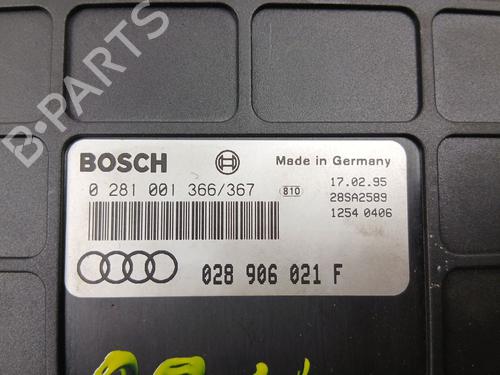 B-PARTS
BOSCH
Made in Germany
0 281 001 366/367
810
17.02.95
28SA2589
1254 0406
028 906 021 F